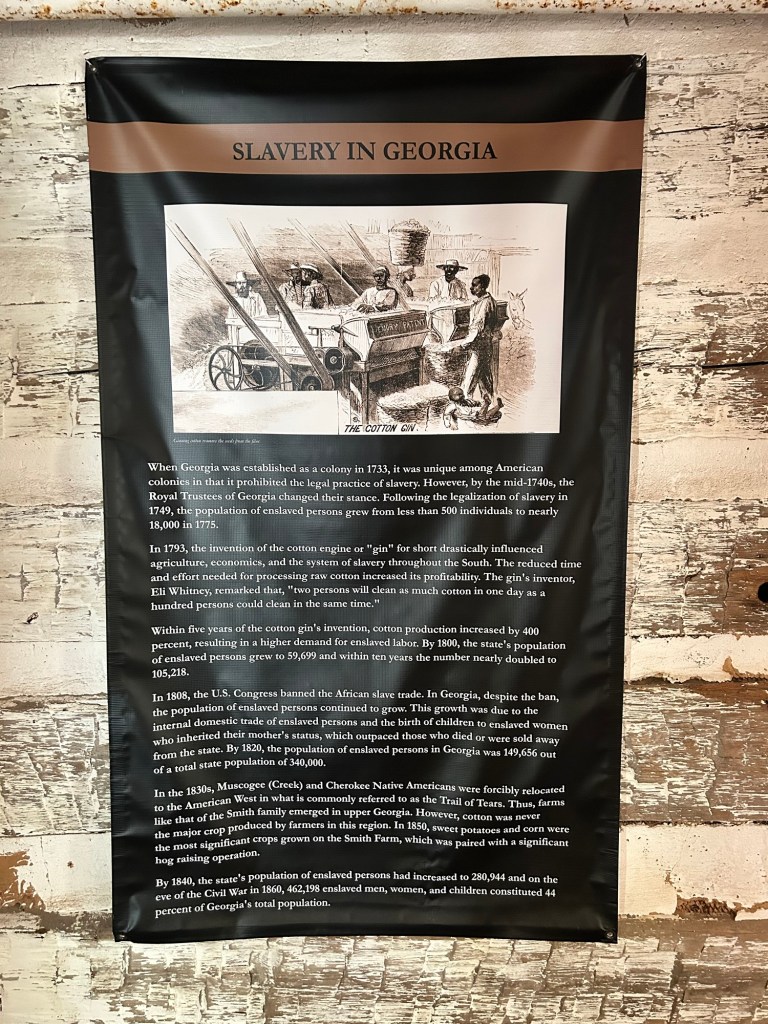 SLAVERY IN GEORGIA
THE COTTON GIN.
When Georgia was established as a colony in 1733, it was unique among American
colonies in that it prohibited the legal practice of slavery. However, by the mid-1740s, the
Royal Trustees of Georgia changed their stance. Following the legalization of slavery in
1749, the population of enslaved persons grew from less than 500 individuals to nearly
18,000 in 1775.
In 1793, the invention of the cotton engine or "gin" for short drastically influenced
agriculture, economics, and the system of slavery throughout the South. The reduced time
and effort needed for processing raw cotton increased its profitability. The gin's inventor,
Eli Whitney, remarked that, "two persons will clean as much cotton in one day as a
hundred persons could clean in the same time."
Within five years of the cotton gin's invention, cotton production increased by 400
percent, resulting in a higher demand for enslaved labor. By 1800, the state's population
of enslaved persons grew to 59,699 and within ten years the number nearly doubled to
105,218.
In 1808, the U.S. Congress banned the African slave trade. In Georgia, despite the ban,
the population of enslaved persons continued to grow. This growth was due to the
internal domestic trade of enslaved persons and the birth of children to enslaved women
who inherited their mother's status, which outpaced those who died or were sold away
from the state. By 1820, the population of enslaved persons in Georgia was 149,656 out
of a total state population of 340,000.
In the 1830s, Muscogee (Creek) and Cherokee Native Americans were forcibly relocated
to the American West in what is commonly referred to as the Trail of Tears. Thus, farms
like that of the Smith family emerged in upper Georgia. However, cotton was never
the major crop produced by farmers in this region. In 1850, sweet potatoes and corn were
the most significant crops grown on the Smith Farm, which was paired with a significant
hog raising operation.
By 1840, the state's population of enslaved persons had increased to 280,944 and on the
eve of the Civil War in 1860, 462,198 enslaved men, women, and children constituted 44
percent of Georgia's total population.